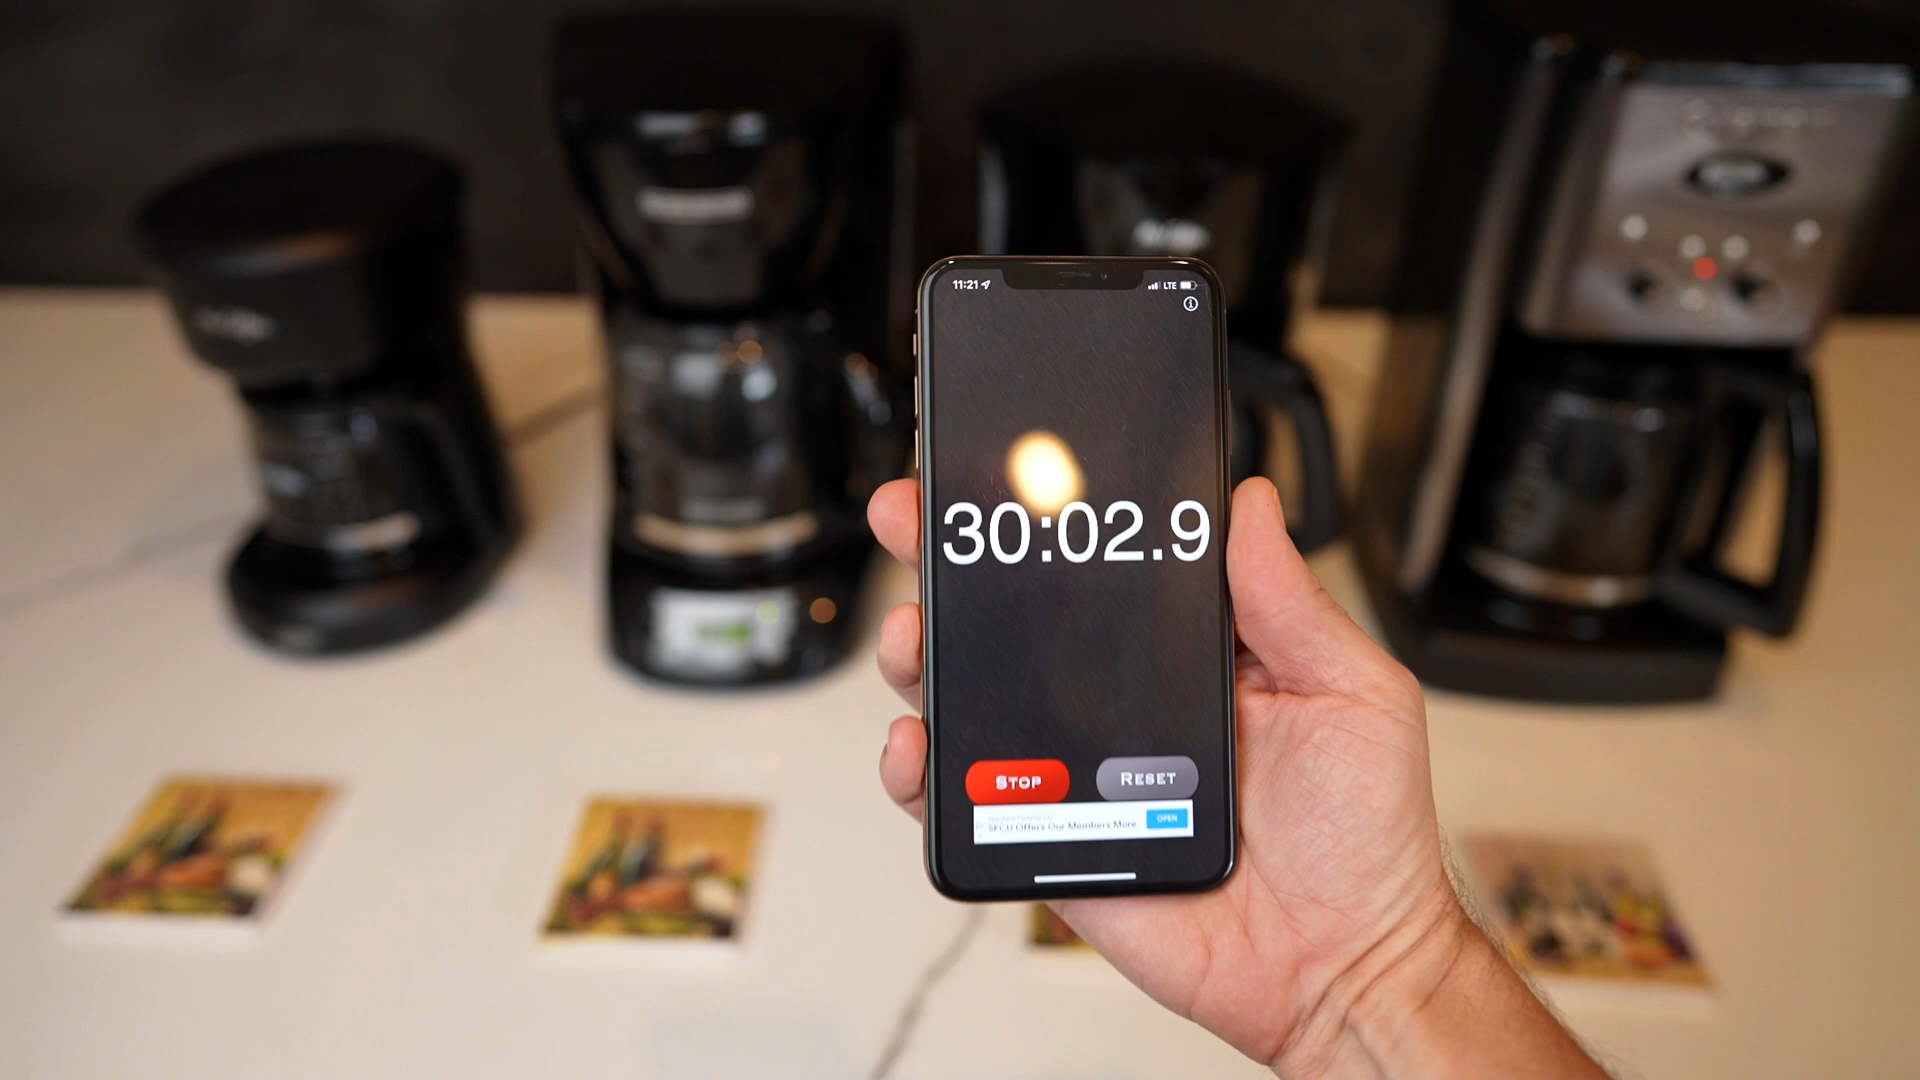 11:21
LTE
30:02.9
STOP
RESET
SFCU Offers Our Members More
OPEN